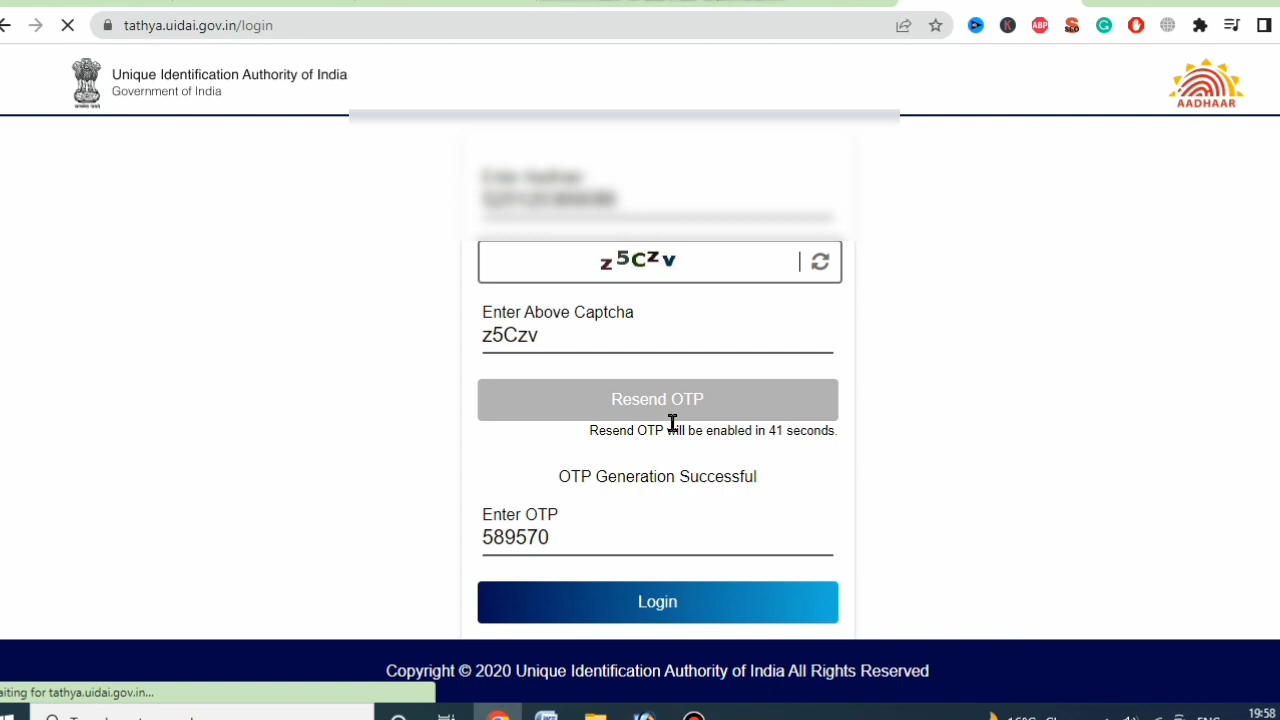 tathya.uidai.gov.in/login
ABP
SEO
Unique Identification Authority of India
Government of India
AADHAAR
z5Czv
Enter Above Captcha
z5Czv
Resend OTP
Resend OTP will be enabled in 41 seconds.
OTP Generation Successful
Enter OTP
589570
Login
Copyright © 2020 Unique Identification Authority of India All Rights Reserved
for tathya.uidai.gov.in...
19:58